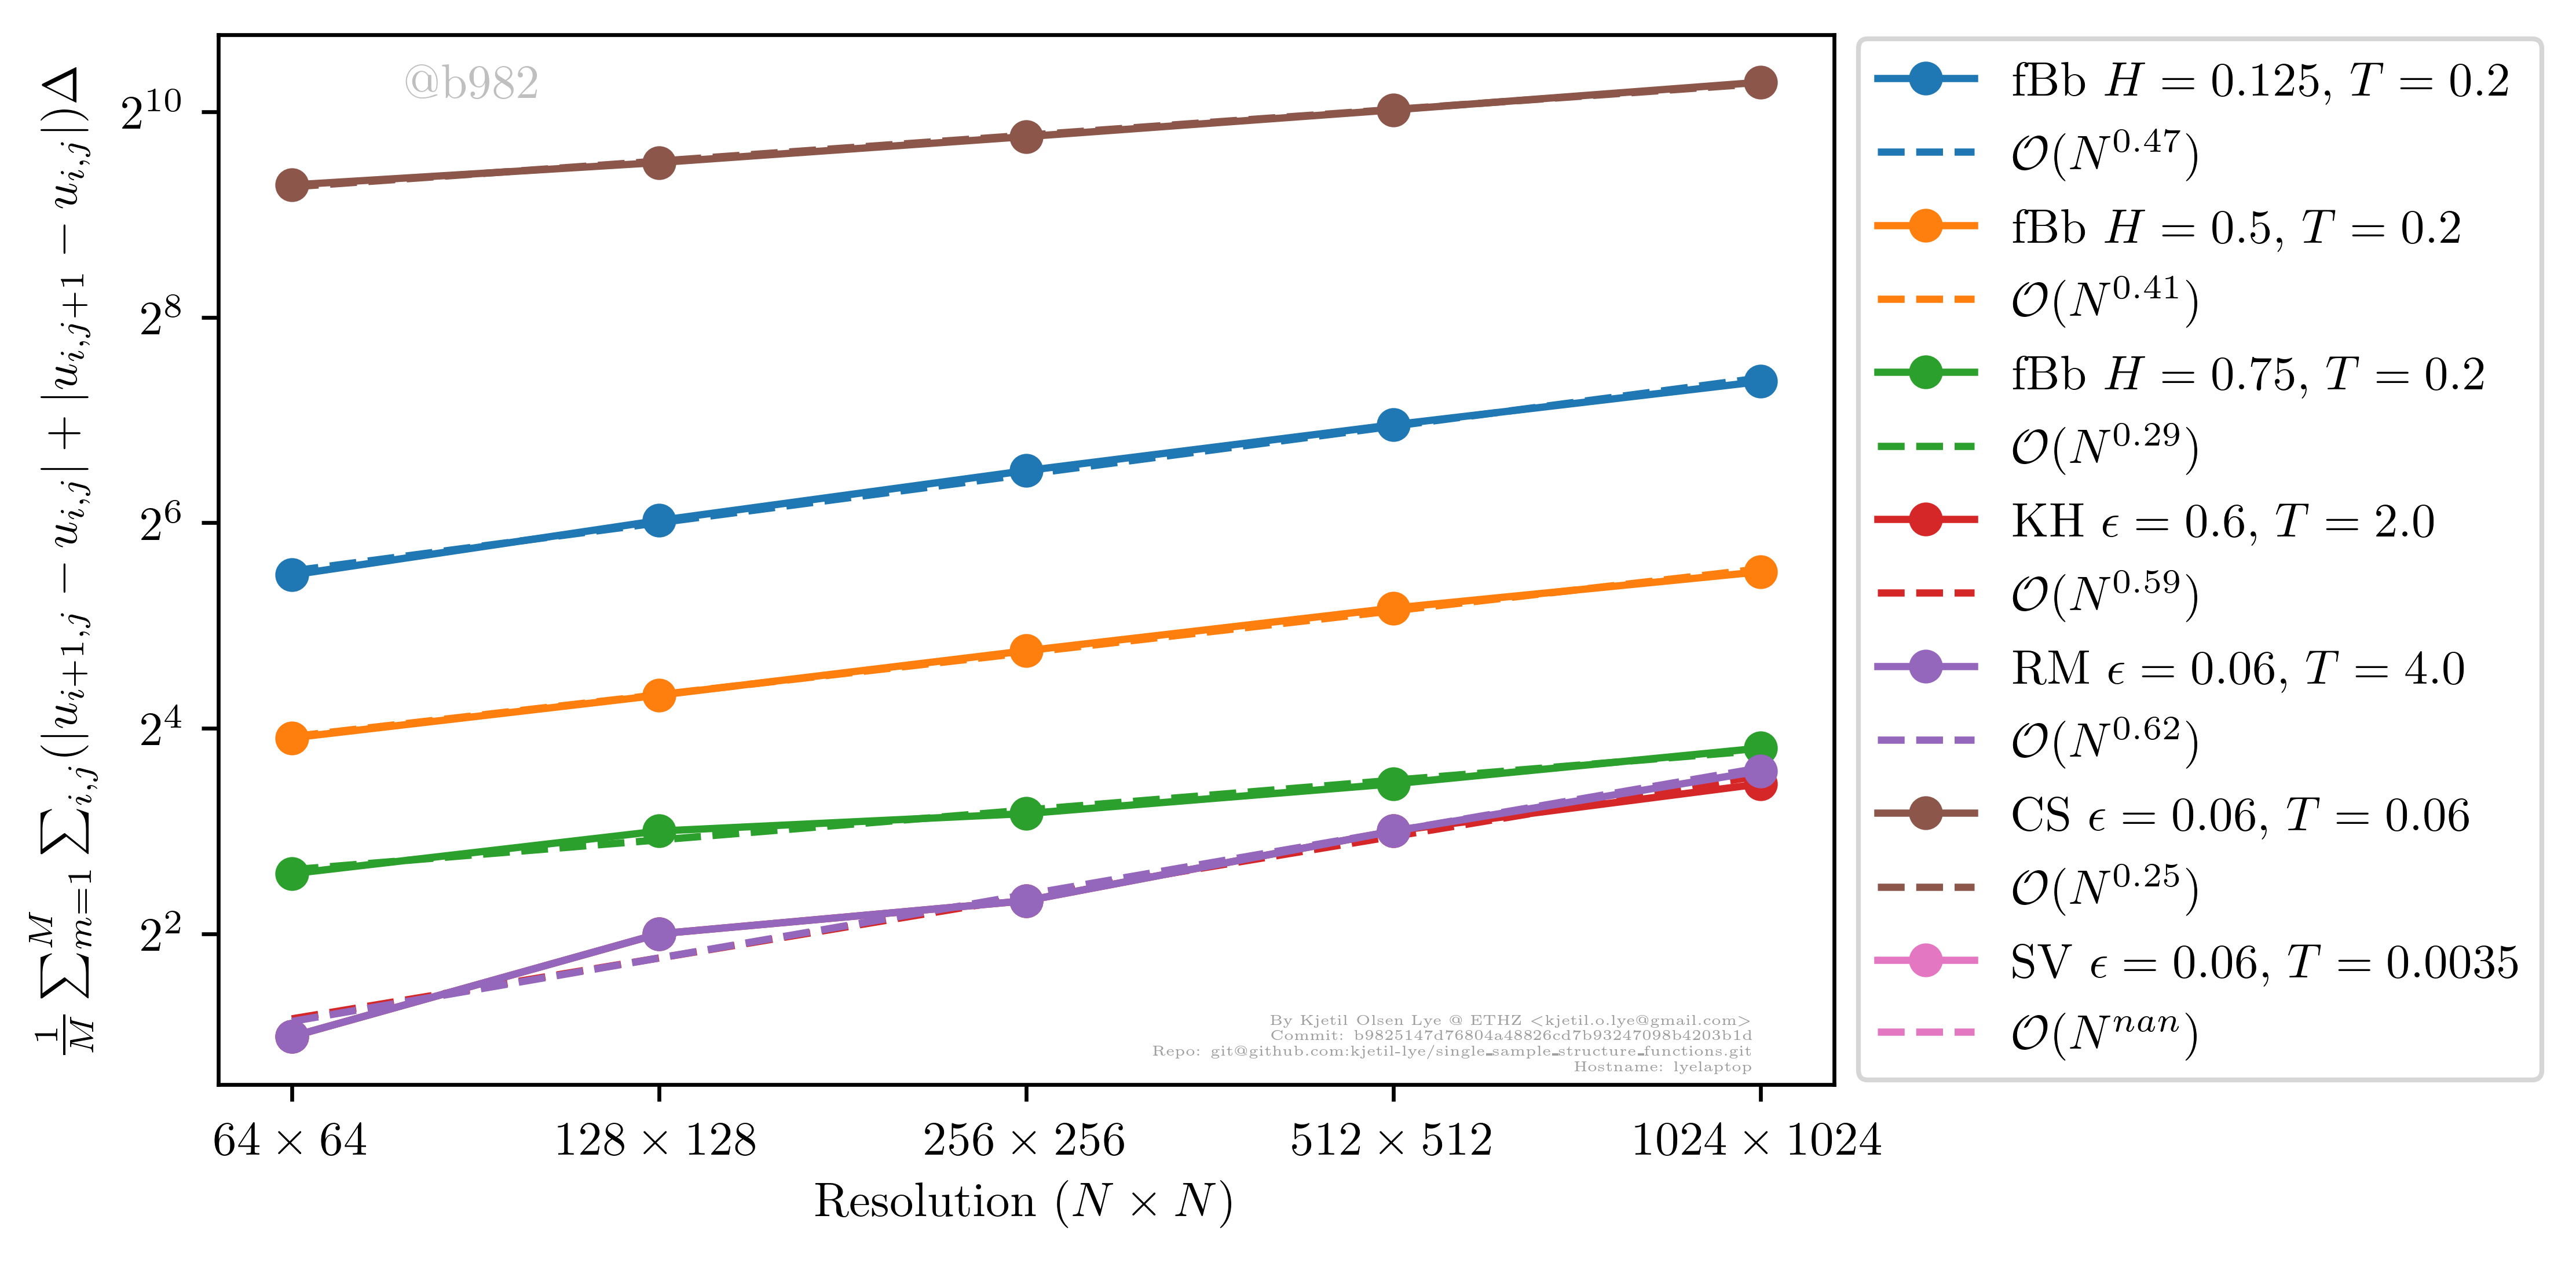 $\frac{1}{M}\sum_{m=1}^{M}\sum_{i,j}(|u_{i+1,j}-u_{i,j}|+|u_{i,j+1}-u_{i,j}|)\Delta$
@b982
2^{10}
2^8
2^6
2^4
2^2
64 × 64
128 × 128
256 × 256
512 × 512
1024 × 1024
Resolution (N × N)
By Kjetil Olsen Lye @ ETHZ <kjetil.o.lye@gmail.com>
Commit: b9825147d76804a48826cd7b93247098b4203b1d
Repo: git@github.com:kjetil-lye/single_sample_structure_functions.git
Hostname: lyelaptop
fBb H = 0.125, T = 0.2
𝒪(N^{0.47})
fBb H = 0.5, T = 0.2
𝒪(N^{0.41})
fBb H = 0.75, T = 0.2
𝒪(N^{0.29})
KH ϵ = 0.6, T = 2.0
𝒪(N^{0.59})
RM ϵ = 0.06, T = 4.0
𝒪(N^{0.62})
CS ϵ = 0.06, T = 0.06
𝒪(N^{0.25})
SV ϵ = 0.06, T = 0.0035
𝒪(N^{nan})